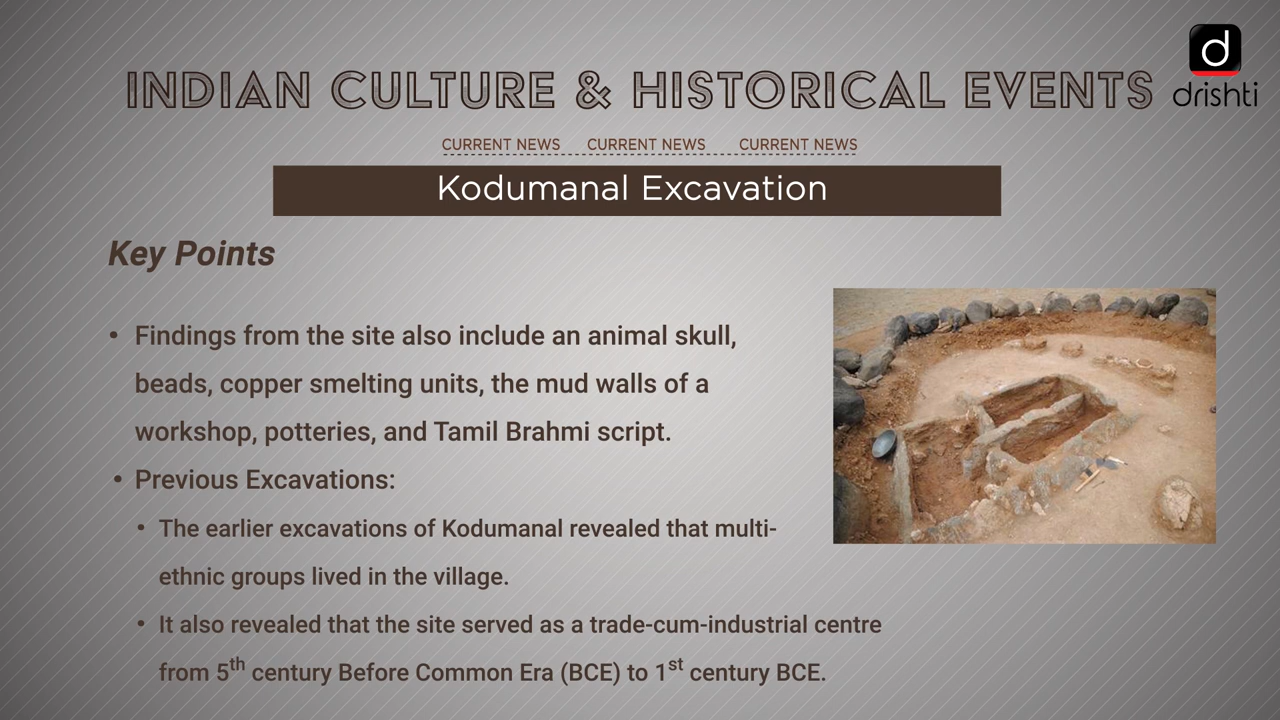 INDIAN CULTURE & HISTORICAL EVENTS
d
drishti
CURRENT NEWS CURRENT NEWS CURRENT NEWS
Kodumanal Excavation
Key Points
• Findings from the site also include an animal skull,
beads, copper smelting units, the mud walls of a
workshop, potteries, and Tamil Brahmi script.
• Previous Excavations:
• The earlier excavations of Kodumanal revealed that multi-
ethnic groups lived in the village.
• It also revealed that the site served as a trade-cum-industrial centre
from 5th century Before Common Era (BCE) to 1st century BCE.